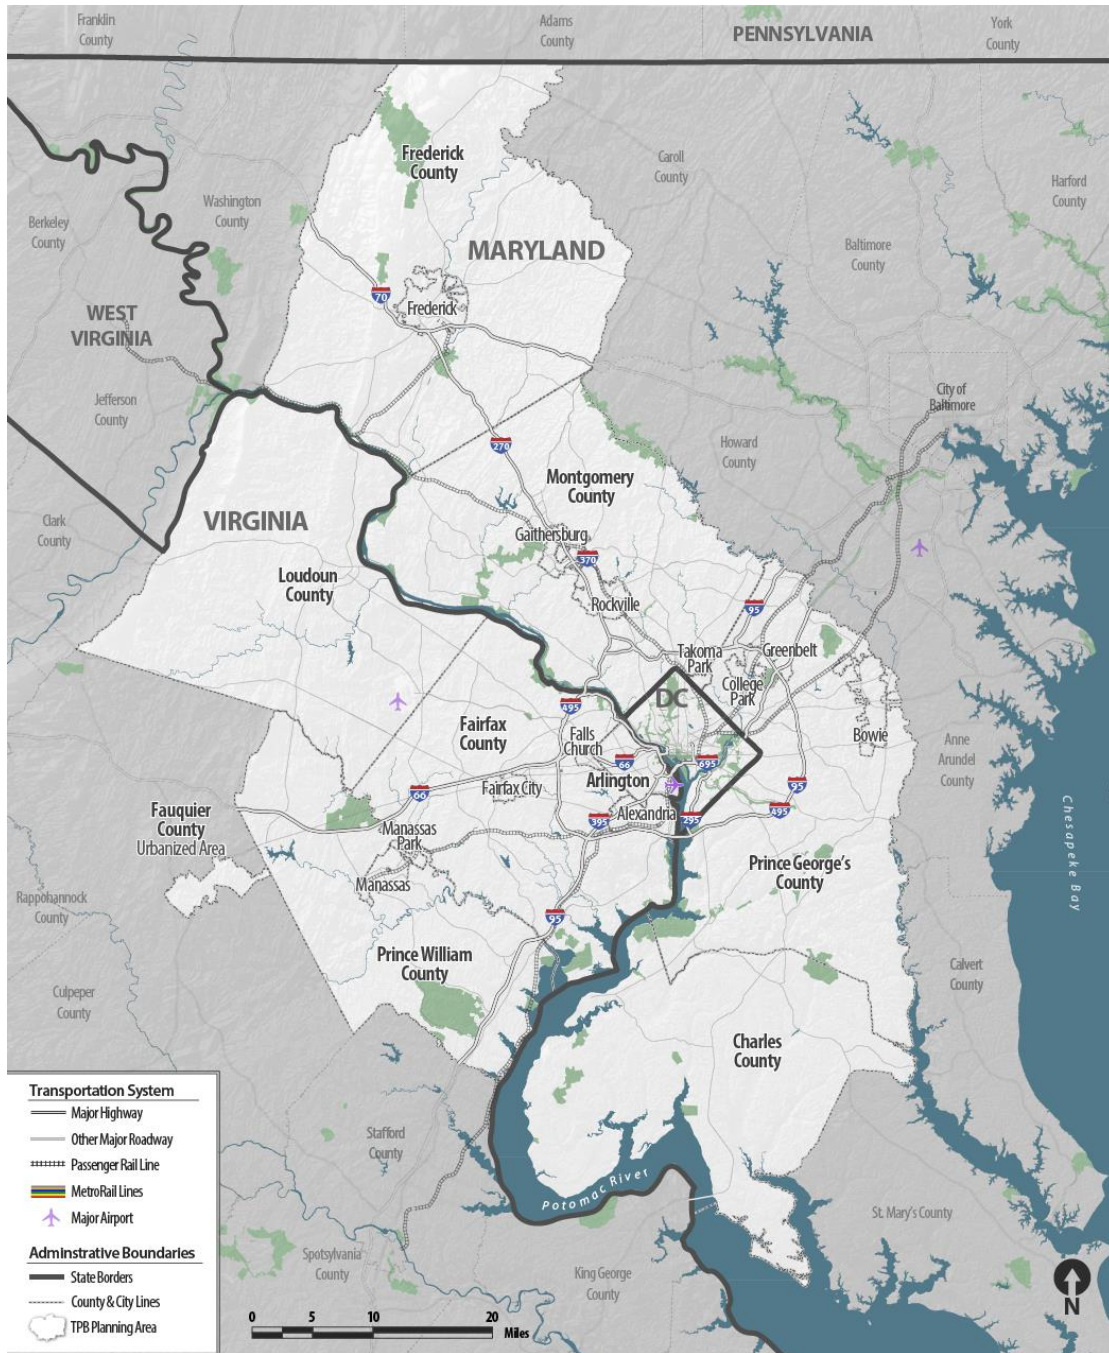 Franklin
County
Adams
County
PENNSYLVANIA
York
County
Frederick
County
Caroll
County
Harford
County
Washington
County
Berkeley
County
MARYLAND
Baltimore
County
70
Frederick
WEST
VIRGINIA
Jefferson
County
City of
Baltimore
270
Howard
County
Montgomery
County
VIRGINIA
Clark
County
Gaithersburg
370
Loudoun
County
Rockville
95
Takoma
Park
Greenbelt
College
Park
DC
495
Fairfax
County
Falls
Church
Bowie
Anne
Arundel
County
66
695
Arlington
95
66
Fairfax City
495
Chesapeke Bay
Fauquier
County
Urbanized Area
395
Alexandria
295
Manassas
Park
Manassas
Prince George's
County
Rappohannock
County
95
Prince William
County
Calvert
County
Culpeper
County
Charles
County
Stafford
County
Potomac River
St. Mary's County
Spotsylvania
County
King George
County
Transportation System
Major Highway
Other Major Roadway
Passenger Rail Line
MetroRail Lines
Major Airport
Adminstrative Boundaries
State Borders
County & City Lines
TPB Planning Area
0 5 10 20
Miles
N